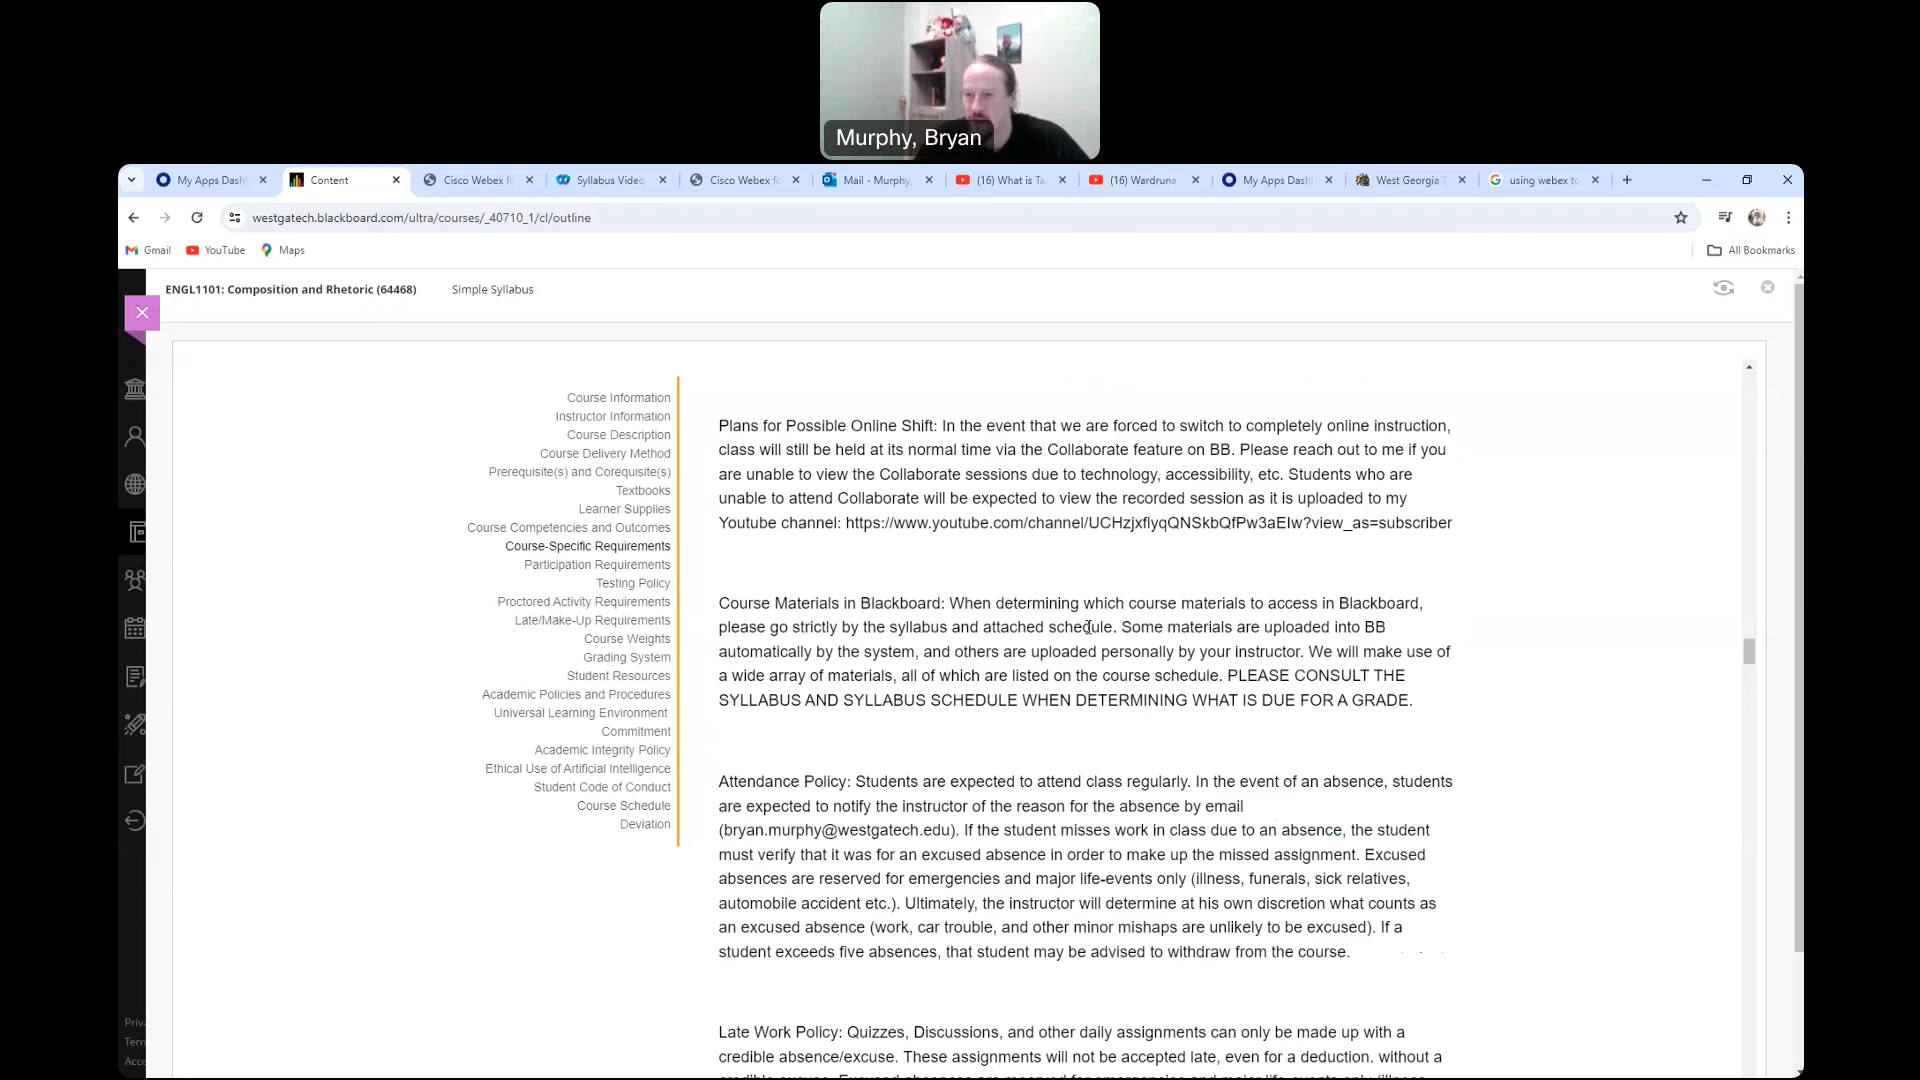 Murphy, Bryan
My Apps Dash
Content
Cisco Webex fo
Syllabus Video
Cisco Webex fo
Mail - Murphy,
(16) What is Ta
(16) Wardruna
My Apps Dash
West Georgia T
using webex to
westgatech.blackboard.com/ultra/courses/_40710_1/cl/outline
Gmail
YouTube
Maps
All Bookmarks
ENGL1101: Composition and Rhetoric (64468)
Simple Syllabus
Course Information
Instructor Information
Course Description
Course Delivery Method
Prerequisite(s) and Corequisite(s)
Textbooks
Learner Supplies
Course Competencies and Outcomes
Course-Specific Requirements
Participation Requirements
Testing Policy
Proctored Activity Requirements
Late/Make-Up Requirements
Course Weights
Grading System
Student Resources
Academic Policies and Procedures
Universal Learning Environment
Commitment
Academic Integrity Policy
Ethical Use of Artificial Intelligence
Student Code of Conduct
Course Schedule
Deviation
Plans for Possible Online Shift: In the event that we are forced to switch to completely online instruction,
class will still be held at its normal time via the Collaborate feature on BB. Please reach out to me if you
are unable to view the Collaborate sessions due to technology, accessibility, etc. Students who are
unable to attend Collaborate will be expected to view the recorded session as it is uploaded to my
Youtube channel: https://www.youtube.com/channel/UCHzjxflyqQNSkbQfPw3aEIw?view_as=subscriber
Course Materials in Blackboard: When determining which course materials to access in Blackboard,
please go strictly by the syllabus and attached schedule. Some materials are uploaded into BB
automatically by the system, and others are uploaded personally by your instructor. We will make use of
a wide array of materials, all of which are listed on the course schedule. PLEASE CONSULT THE
SYLLABUS AND SYLLABUS SCHEDULE WHEN DETERMINING WHAT IS DUE FOR A GRADE.
Attendance Policy: Students are expected to attend class regularly. In the event of an absence, students
are expected to notify the instructor of the reason for the absence by email
(bryan.murphy@westgatech.edu). If the student misses work in class due to an absence, the student
must verify that it was for an excused absence in order to make up the missed assignment. Excused
absences are reserved for emergencies and major life-events only (illness, funerals, sick relatives,
automobile accident etc.). Ultimately, the instructor will determine at his own discretion what counts as
an excused absence (work, car trouble, and other minor mishaps are unlikely to be excused). If a
student exceeds five absences, that student may be advised to withdraw from the course.
Late Work Policy: Quizzes, Discussions, and other daily assignments can only be made up with a
credible absence/excuse. These assignments will not be accepted late, even for a deduction. without a
Priv
Term
Acce